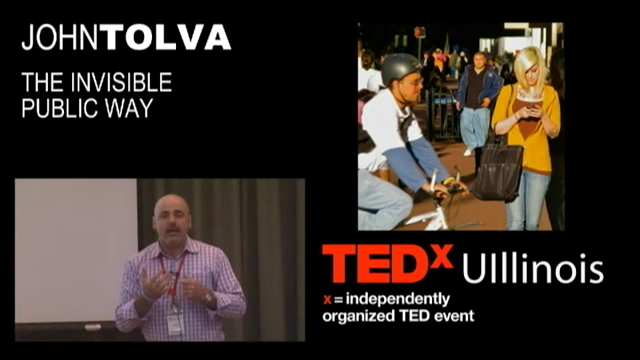 JOHNTOLVA
THE INVISIBLE
PUBLIC WAY
TEDx UIllinois
x = independently
organized TED event